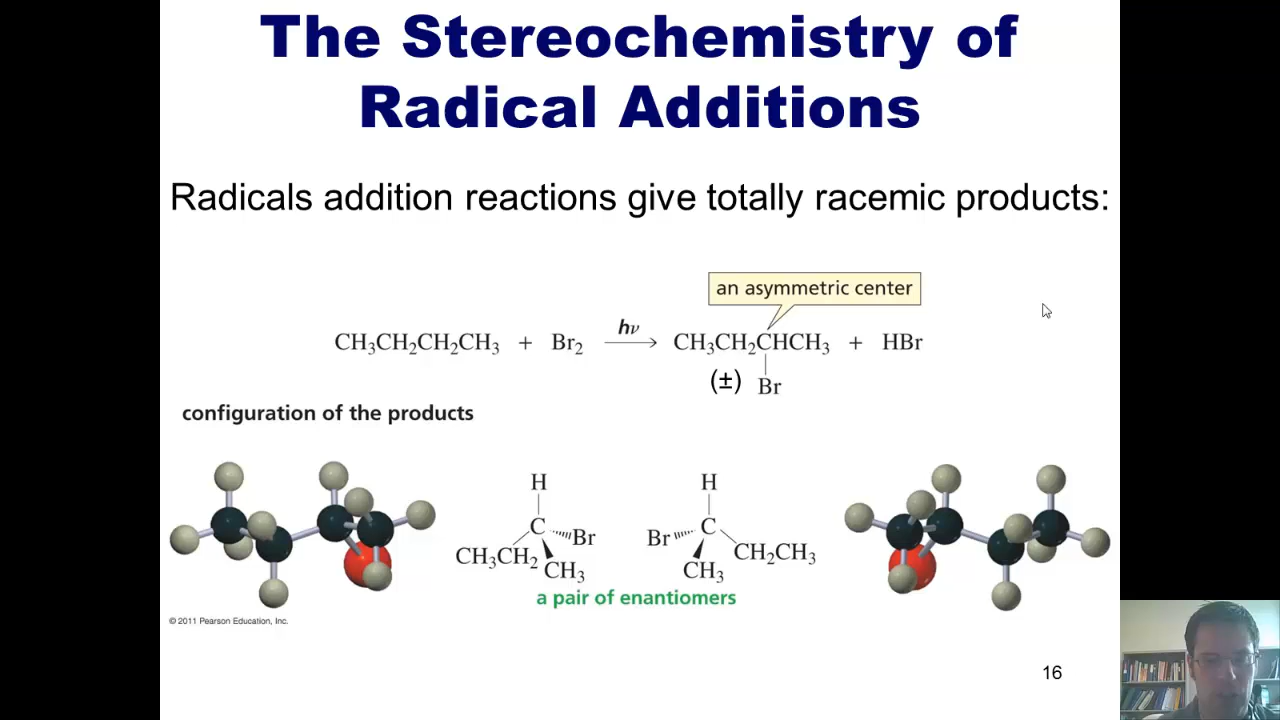 The Stereochemistry of
Radical Additions
Radicals addition reactions give totally racemic products:
an asymmetric center
CH₃CH₂CH₂CH₃ + Br₂ hν CH₃CH₂CHCH₃ + HBr
(±) Br
configuration of the products
H H
C Br Br C
CH₃CH₂ CH₃ CH₃ CH₂CH₃
a pair of enantiomers
© 2011 Pearson Education, Inc.
16